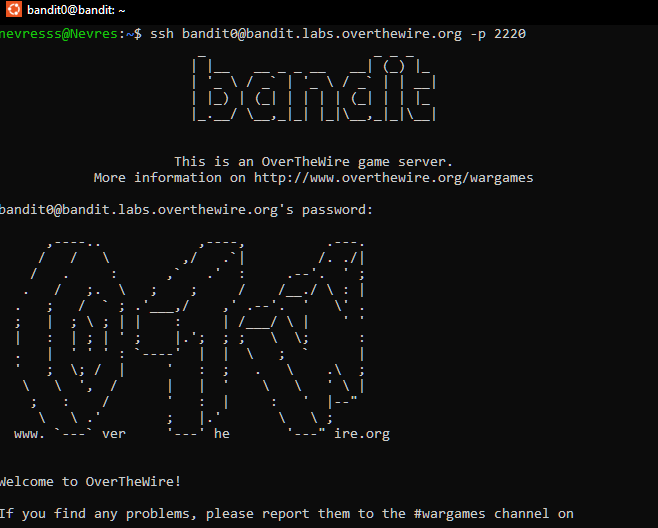 bandit0@bandit: ~
nevresss@Nevres:~$ ssh bandit0@bandit.labs.overthewire.org -p 2220
bandit
This is an OverTheWire game server.
More information on http://www.overthewire.org/wargames
bandit0@bandit.labs.overthewire.org's password:
www. ver he ire.org
Welcome to OverTheWire!
If you find any problems, please report them to the #wargames channel on